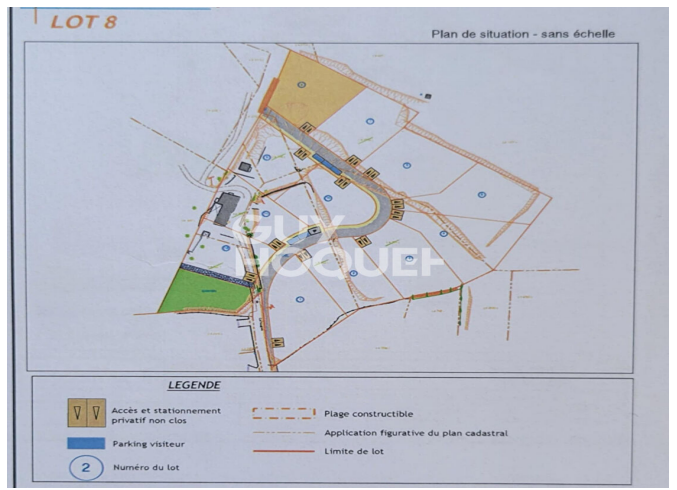 LOT 8
Plan de situation - sans échelle
GUY
HOQUET
LEGENDE
Accès et stationnement
privatif non clos
Parking visiteur
2
Numéro du lot
Plage constructible
Application figurative du plan cadastral
Limite de lot